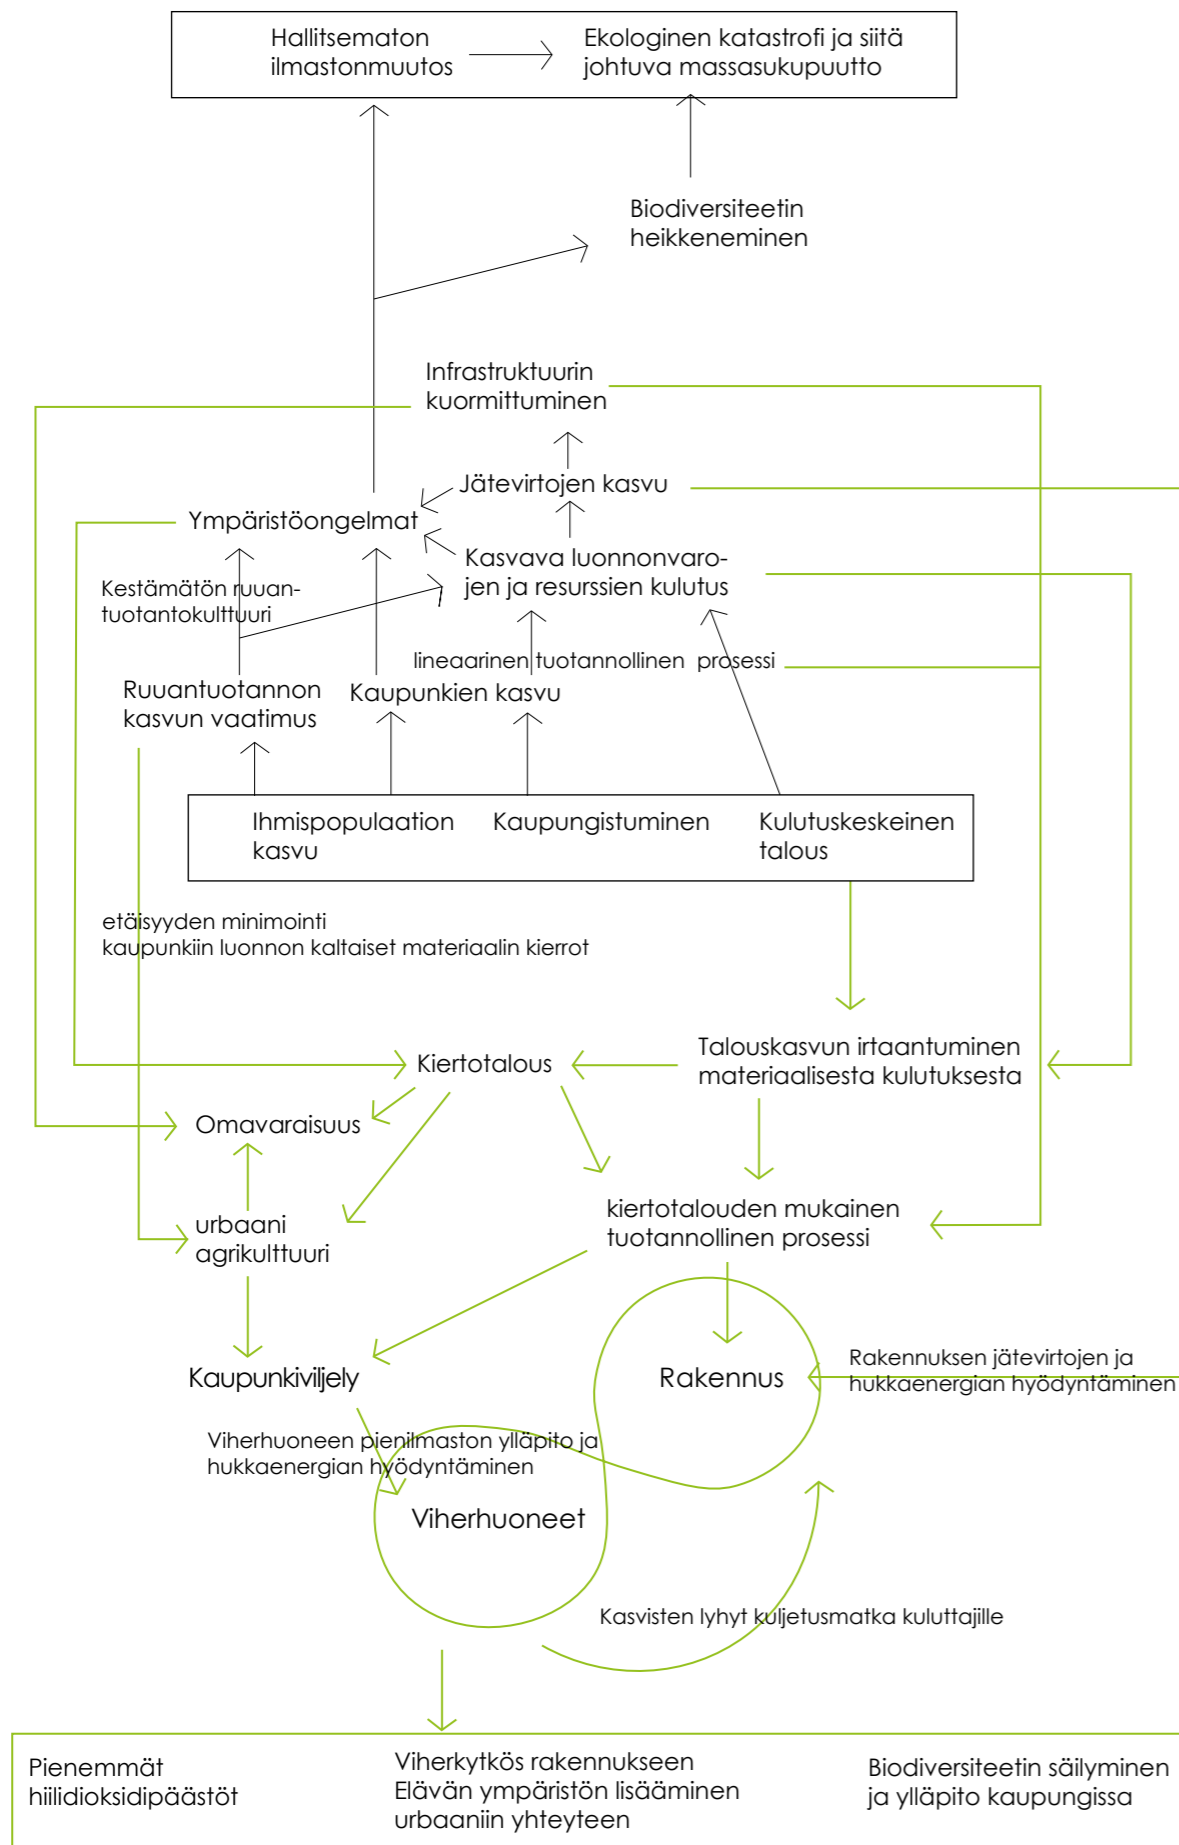 Hallitsematon
ilmastonmuutos
Ekologinen katastrofi ja siitä
johtuva massasukupuutto
Biodiversiteetin
heikkeneminen
Infrastruktuurin
kuormittuminen
Jätevirtojen kasvu
Ympäristöongelmat
Kasvava luonnonvaro-
jen ja resurssien kulutus
Kestämätön ruuan-
tuotantokulttuuri
lineaarinen tuotannollinen prosessi
Ruuantuotannon
kasvun vaatimus
Kaupunkien kasvu
Ihmispopulaation
kasvu
Kaupungistuminen
Kulutuskeskeinen
talous
etäisyyden minimointi
kaupunkiin luonnon kaltaiset materiaalin kierrot
Kiertotalous
Talouskasvun irtaantuminen
materiaalisesta kulutuksesta
Omavaraisuus
urbaani
agrikulttuuri
kiertotalouden mukainen
tuotannollinen prosessi
Kaupunkiviljely
Rakennus
Rakennuksen jätevirtojen ja
hukkaenergian hyödyntäminen
Viherhuoneen pienilmaston ylläpito ja
hukkaenergian hyödyntäminen
Viherhuoneet
Kasvisten lyhyt kuljetusmatka kuluttajille
Pienemmät
hiilidioksidipäästöt
Viherkytkös rakennukseen
Elävän ympäristön lisääminen
urbaaniin yhteyteen
Biodiversiteetin säilyminen
ja ylläpito kaupungissa